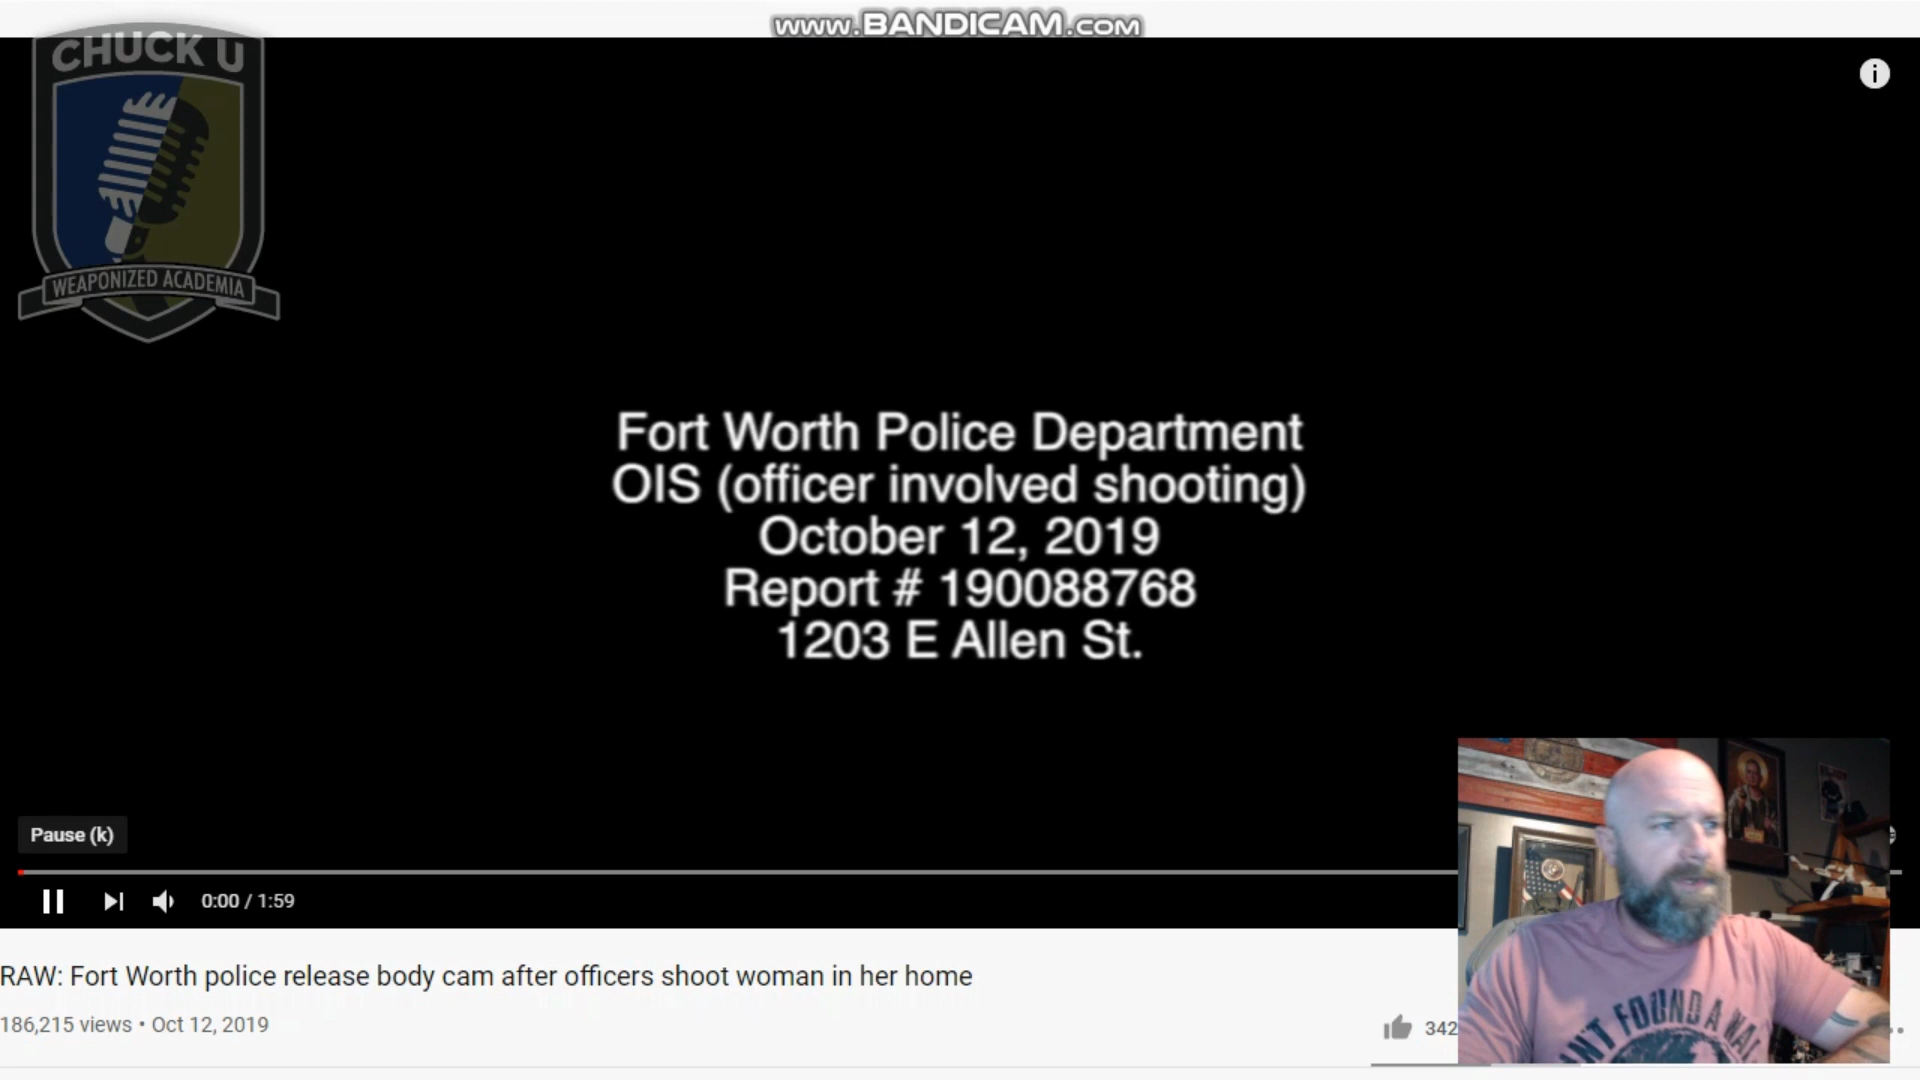 www.BANDICAM.com
CHUCK U
WEAPONIZED ACADEMIA
Fort Worth Police Department
OIS (officer involved shooting)
October 12, 2019
Report # 190088768
1203 E Allen St.
Pause (k)
0:00 / 1:59
RAW: Fort Worth police release body cam after officers shoot woman in her home
186,215 views • Oct 12, 2019
342
FOUND A